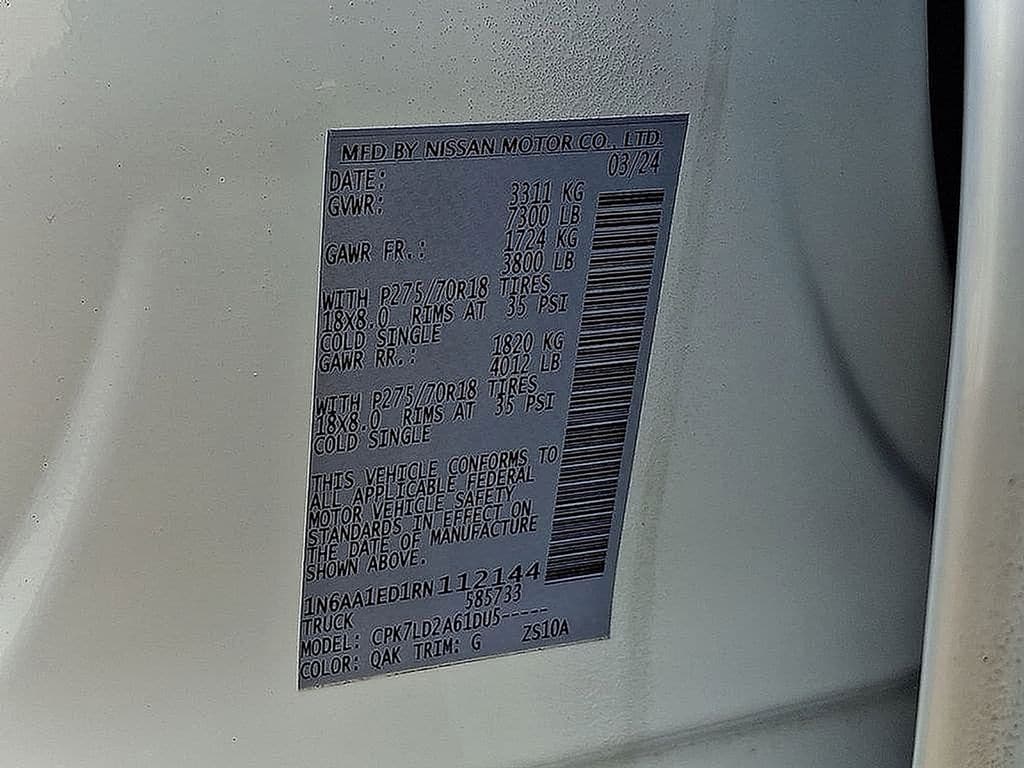 MFD BY NISSAN MOTOR CO., LTD.
DATE: 03/24
GVWR: 3311 KG
7300 LB
GAWR FR.: 1724 KG
3800 LB
WITH P275/70R18 TIRES
18X8.0 RIMS AT 35 PSI
COLD SINGLE
GAWR RR.: 1820 KG
4012 LB
WITH P275/70R18 TIRES
18X8.0 RIMS AT 35 PSI
COLD SINGLE
THIS VEHICLE CONFORMS TO
ALL APPLICABLE FEDERAL
MOTOR VEHICLE SAFETY
STANDARDS IN EFFECT ON
THE DATE OF MANUFACTURE
SHOWN ABOVE.
1N6AA1ED1RN112144
TRUCK 585733
MODEL: CPK7LD2A61DU5-----
COLOR: QAK TRIM: G ZS10A